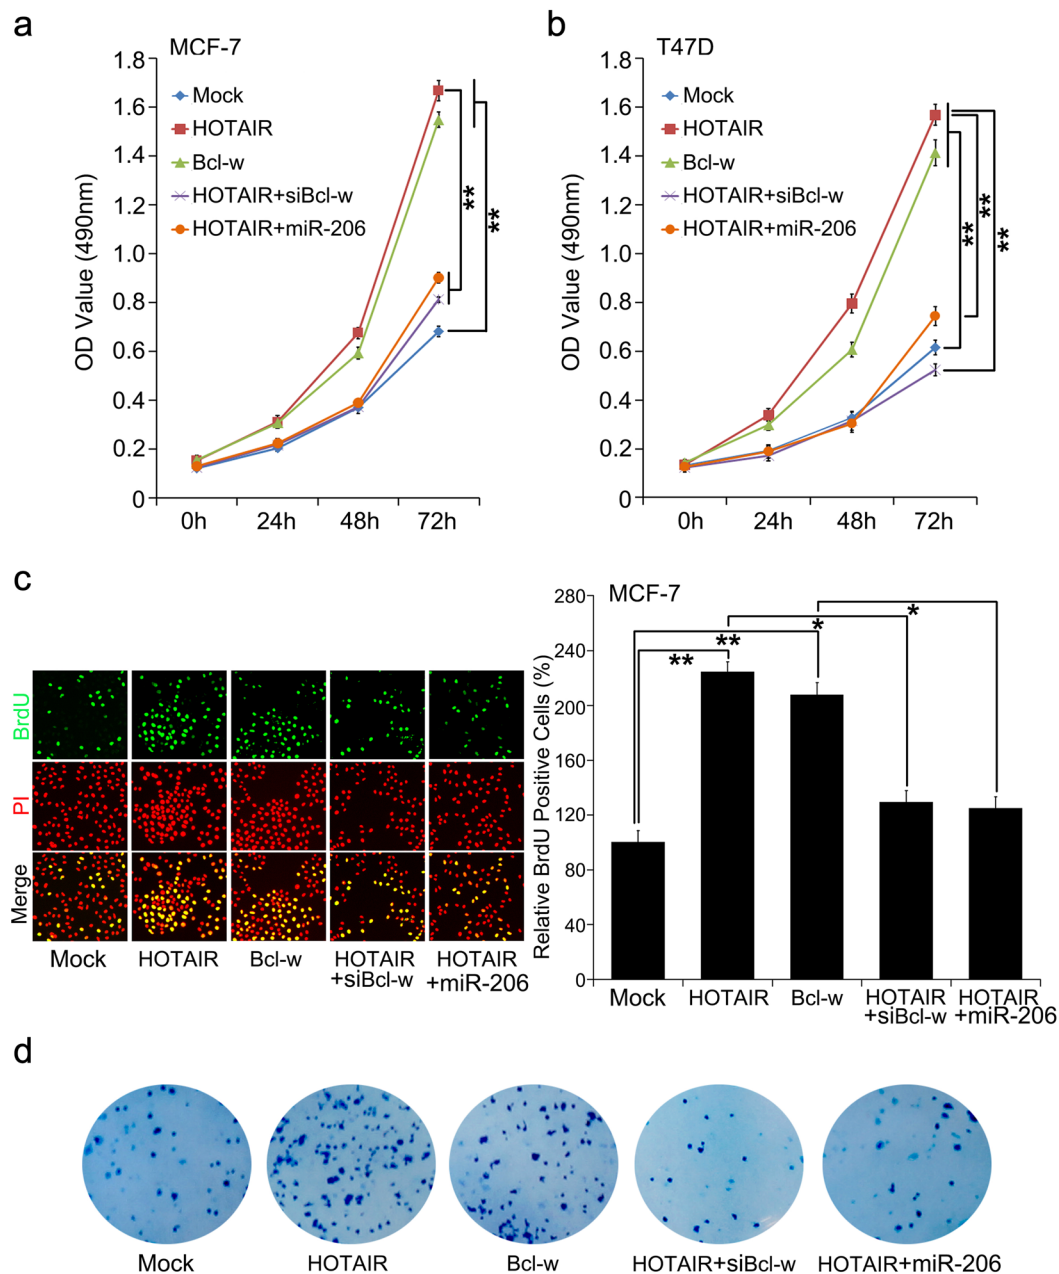 a
MCF-7
OD Value (490nm)
1.8
1.6
1.4
1.2
1.0
0.8
0.6
0.4
0.2
0
Mock
HOTAIR
Bcl-w
HOTAIR+siBcl-w
HOTAIR+miR-206
**
**
0h 24h 48h 72h
b
T47D
OD Value (490nm)
1.8
1.6
1.4
1.2
1.0
0.8
0.6
0.4
0.2
0
Mock
HOTAIR
Bcl-w
HOTAIR+siBcl-w
HOTAIR+miR-206
**
**
**
0h 24h 48h 72h
c
BrdU
PI
Merge
Mock HOTAIR Bcl-w HOTAIR HOTAIR
+siBcl-w +miR-206
MCF-7
Relative BrdU Positive Cells (%)
280
240
200
160
120
80
40
0
*
*
**
**
Mock HOTAIR Bcl-w HOTAIR HOTAIR
+siBcl-w +miR-206
d
Mock HOTAIR Bcl-w HOTAIR+siBcl-w HOTAIR+miR-206